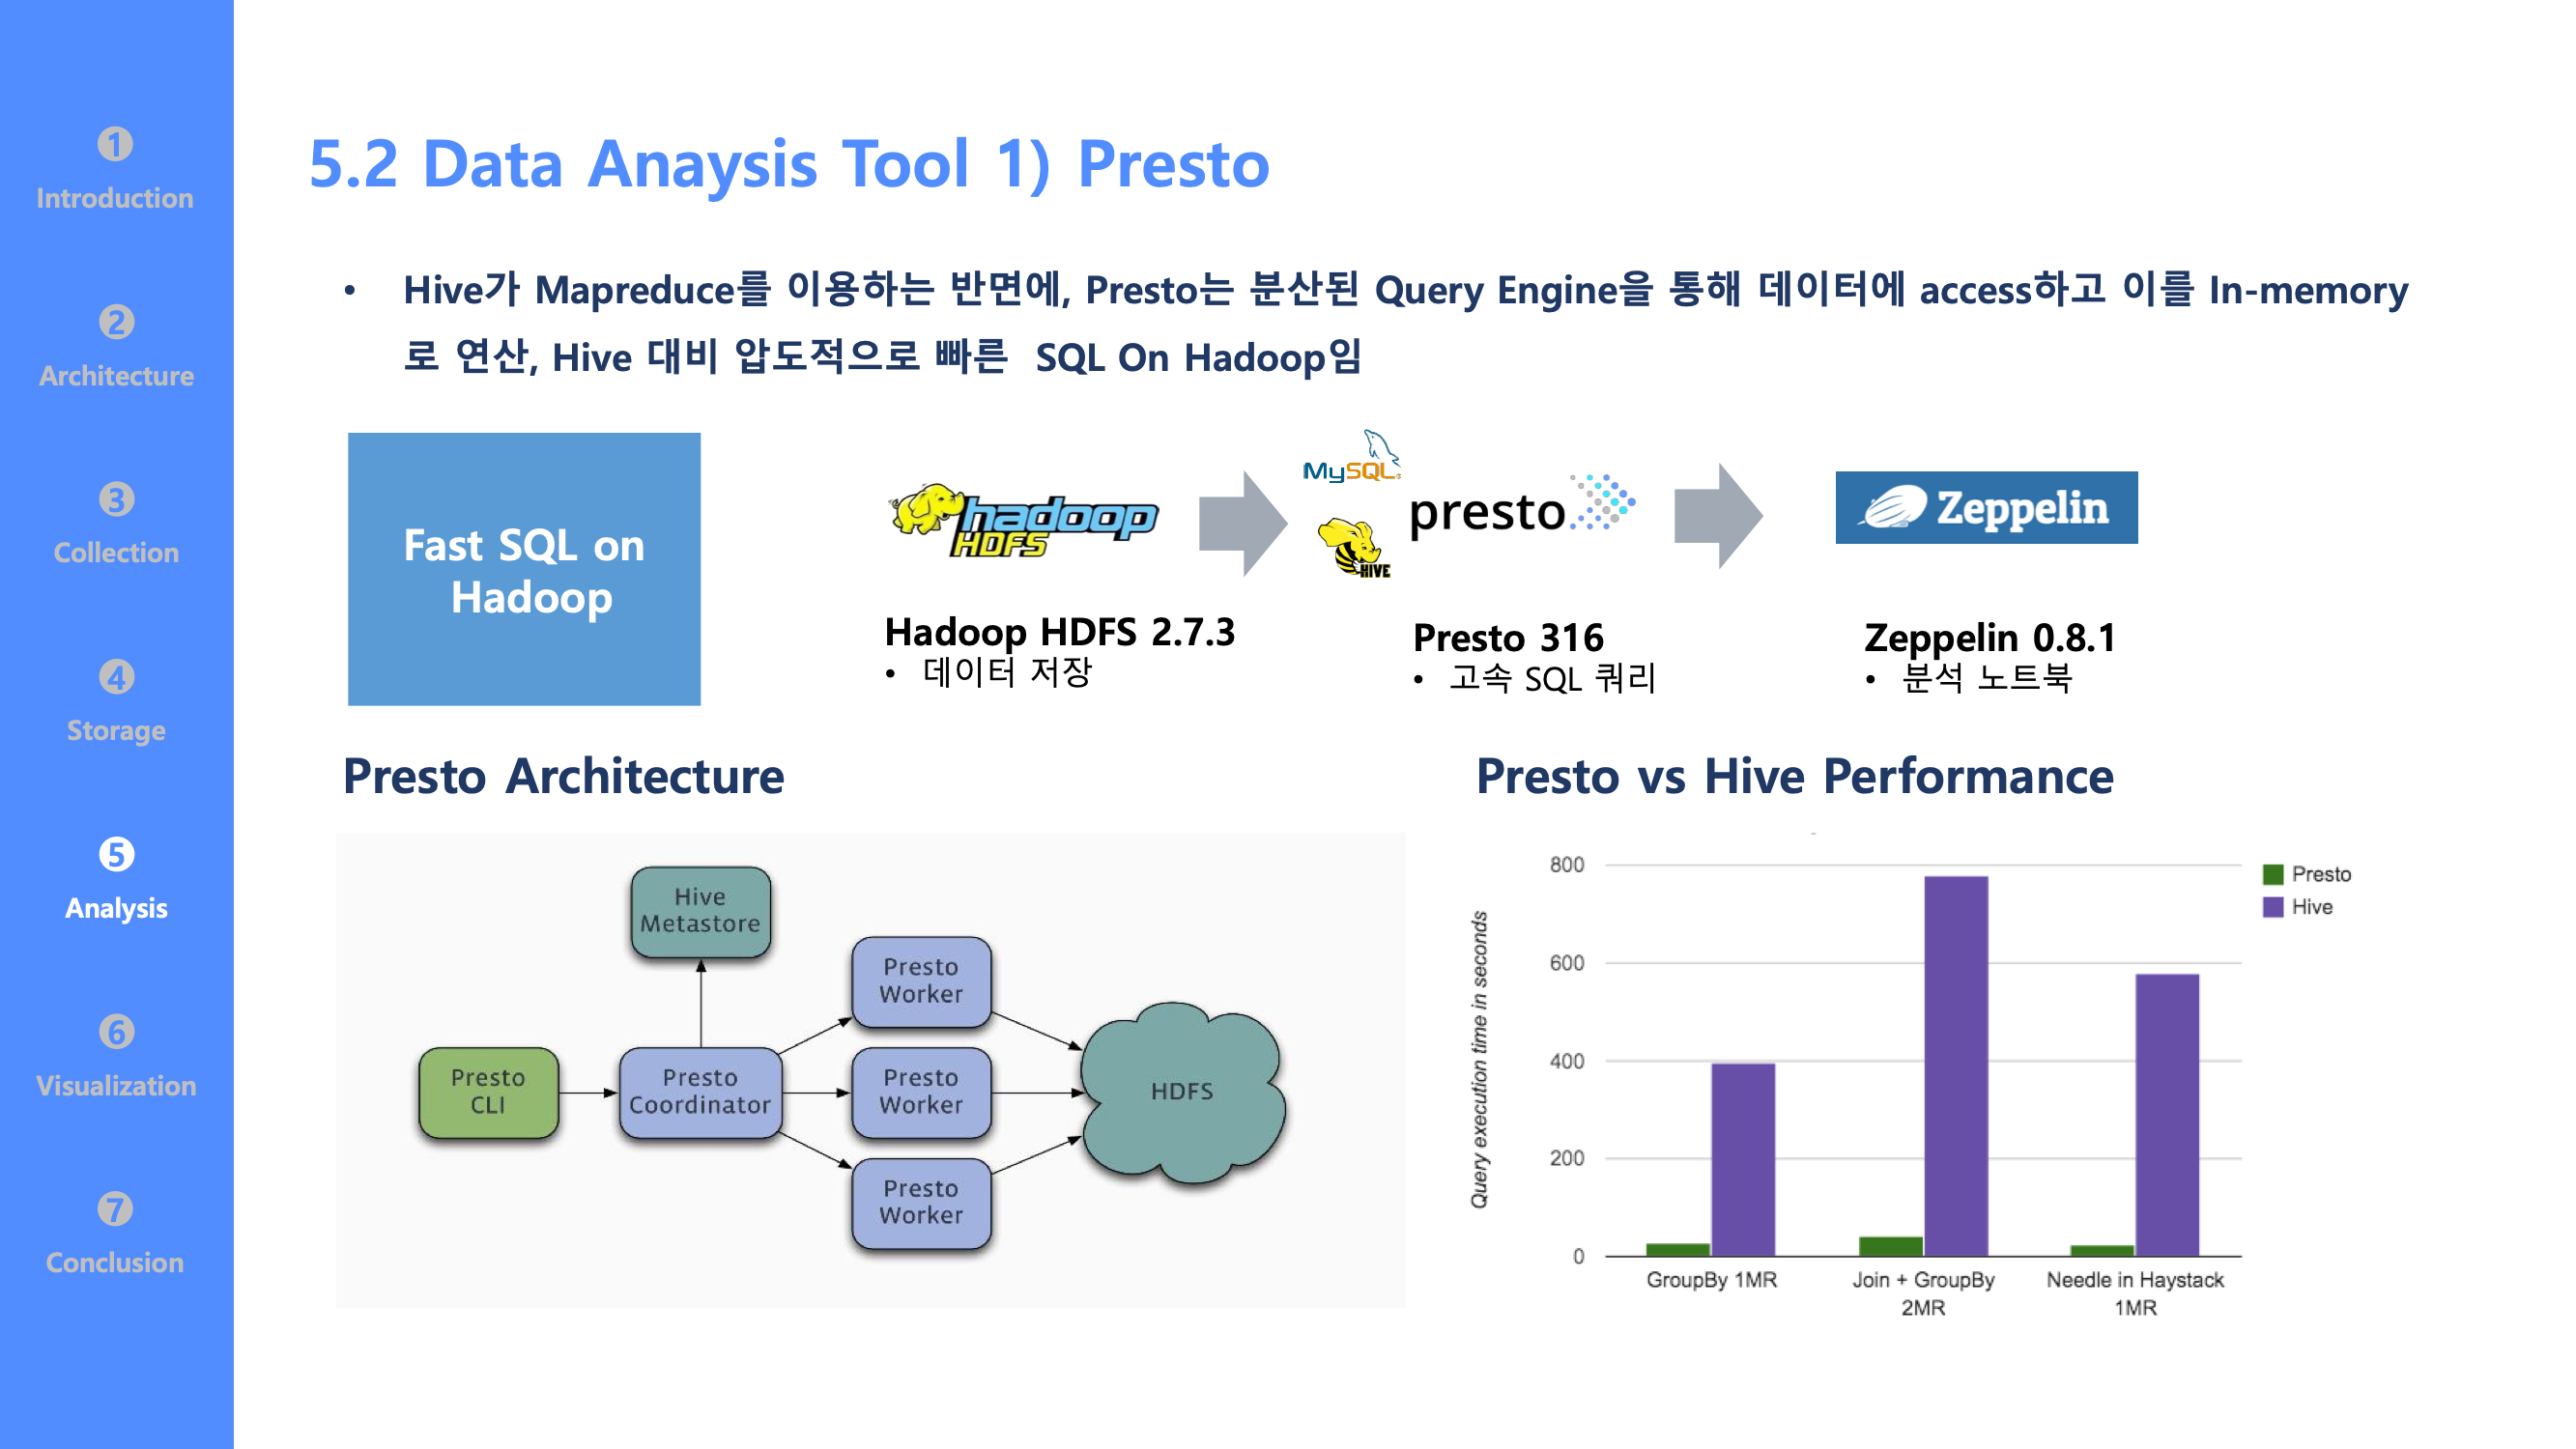 1
Introduction
2
Architecture
3
Collection
4
Storage
5
Analysis
6
Visualization
7
Conclusion
5.2 Data Anaysis Tool 1) Presto
• Hive가 Mapreduce를 이용하는 반면에, Presto는 분산된 Query Engine을 통해 데이터에 access하고 이를 In-memory
로 연산, Hive 대비 압도적으로 빠른 SQL On Hadoop임
Fast SQL on
Hadoop
hadoop
HDFS
MySQL
HIVE
presto
Zeppelin
Hadoop HDFS 2.7.3
• 데이터 저장
Presto 316
• 고속 SQL 쿼리
Zeppelin 0.8.1
• 분석 노트북
Presto Architecture
Hive
Metastore
Presto
CLI
Presto
Coordinator
Presto
Worker
Presto
Worker
Presto
Worker
HDFS
Presto vs Hive Performance
Query execution time in seconds
800
600
400
200
0
GroupBy 1MR
Join + GroupBy
2MR
Needle in Haystack
1MR
Presto
Hive